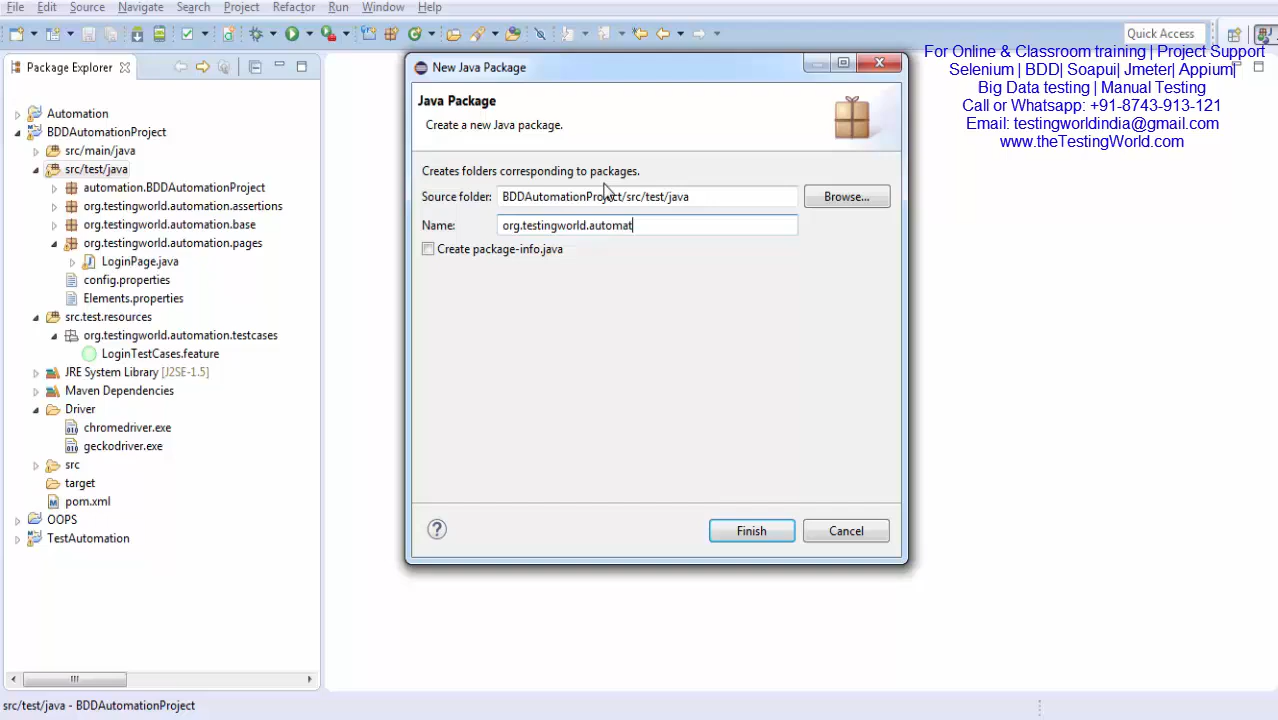 File Edit Source Navigate Search Project Refactor Run Window Help
Quick Access
For Online & Classroom training | Project Support
Selenium | BDD| Soapui| Jmeter| Appium|
Big Data testing | Manual Testing
Call or Whatsapp: +91-8743-913-121
Email: testingworldindia@gmail.com
www.theTestingWorld.com
Package Explorer
Automation
BDDAutomationProject
src/main/java
src/test/java
automation.BDDAutomationProject
org.testingworld.automation.assertions
org.testingworld.automation.base
org.testingworld.automation.pages
LoginPage.java
config.properties
Elements.properties
src.test.resources
org.testingworld.automation.testcases
LoginTestCases.feature
JRE System Library [J2SE-1.5]
Maven Dependencies
Driver
chromedriver.exe
geckodriver.exe
src
target
pom.xml
OOPS
TestAutomation
New Java Package
Java Package
Create a new Java package.
Creates folders corresponding to packages.
Source folder: BDDAutomationProject/src/test/java Browse...
Name: org.testingworld.automat
Create package-info.java
Finish Cancel
src/test/java - BDDAutomationProject